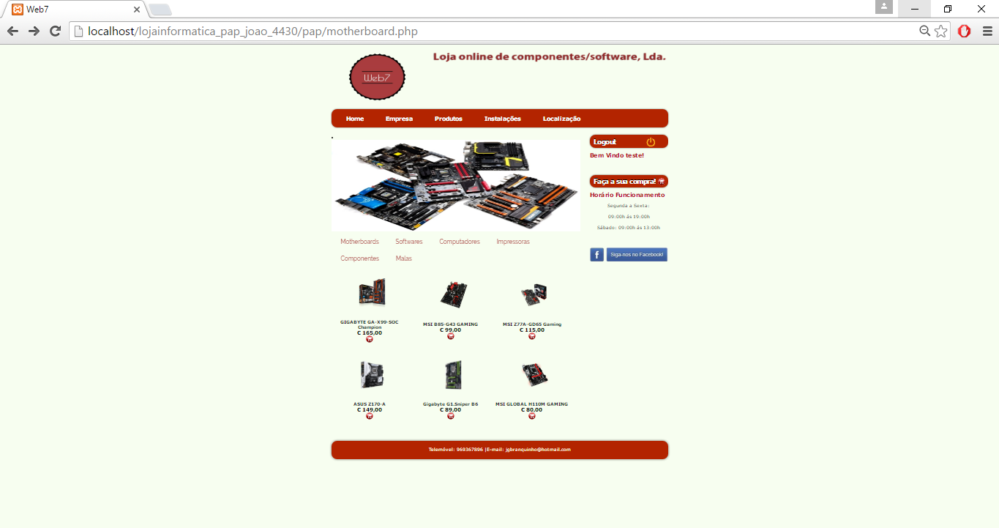 Web7
localhost/lojainformatica_pap_joao_4430/pap/motherboard.php
Web7
Loja online de componentes/software, Lda.
Home Empresa Produtos Instalações Localização
.
Logout
Bem Vindo teste!
Faça a sua compra!
Horário Funcionamento
Segunda a Sexta:
09:00h ás 19:00h
Sábado: 09:00h ás 13:00h
f Siga-nos no Facebook!
Motherboards Softwares Computadores Impressoras
Componentes Malas
GIGABYTE GA-X99-SOC
Champion
€ 165,00
MSI B85-G43 GAMING
€ 99,00
MSI Z77A-GD65 Gaming
€ 115,00
ASUS Z170-A
€ 149,00
Gigabyte G1.Sniper B6
€ 89,00
MSI GLOBAL H110M GAMING
€ 80,00
Telemóvel: 969367896 |E-mail: jgbranquinho@hotmail.com